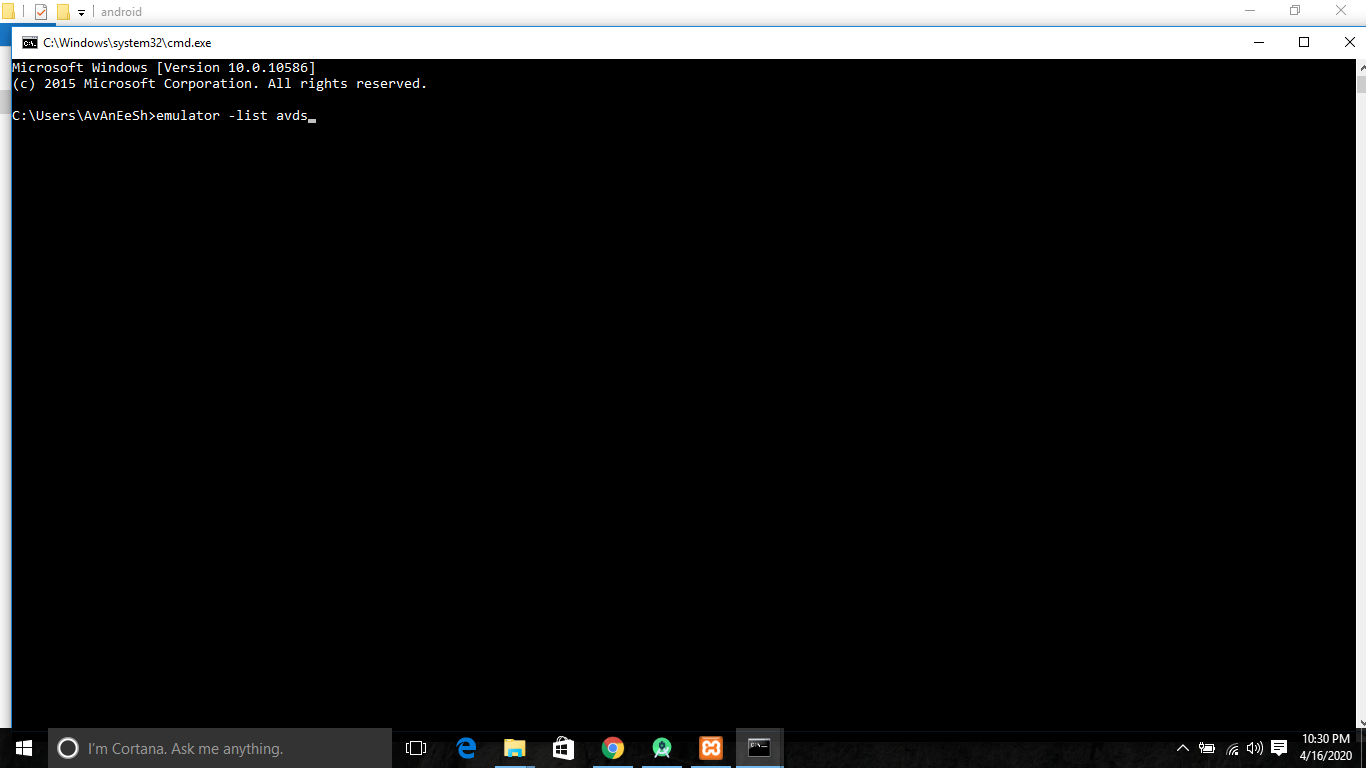 android
C:\Windows\system32\cmd.exe
Microsoft Windows [Version 10.0.10586]
(c) 2015 Microsoft Corporation. All rights reserved.
C:\Users\AvAnEeSh>emulator -list avds
I'm Cortana. Ask me anything.
10:30 PM
4/16/2020